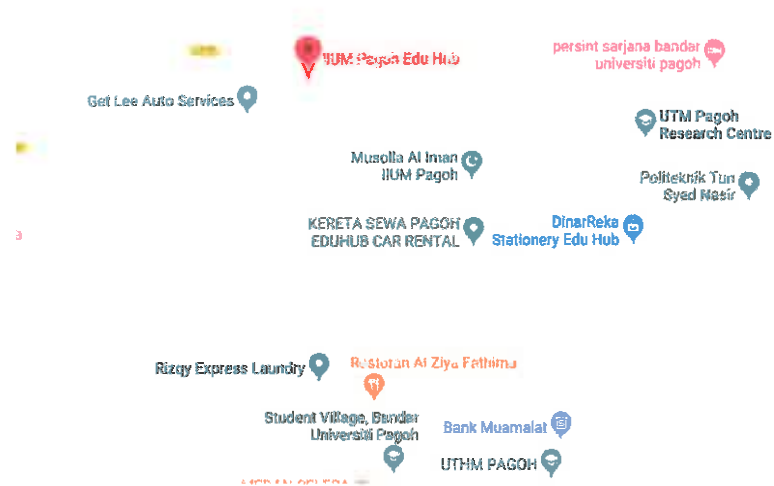 IIUM Pagoh Edu Hub
persint sarjana bandar
universiti pagoh
Get Lee Auto Services
UTM Pagoh
Research Centre
Musolla Al Iman
IIUM Pagoh
Politeknik Tun
Syed Nasir
KERETA SEWA PAGOH
EDUHUB CAR RENTAL
DinarReka
Stationery Edu Hub
a
Rizqy Express Laundry
Restoran Al Ziya Fathima
Student Village, Bandar
Universiti Pagoh
Bank Muamalat
UTHM PAGOH